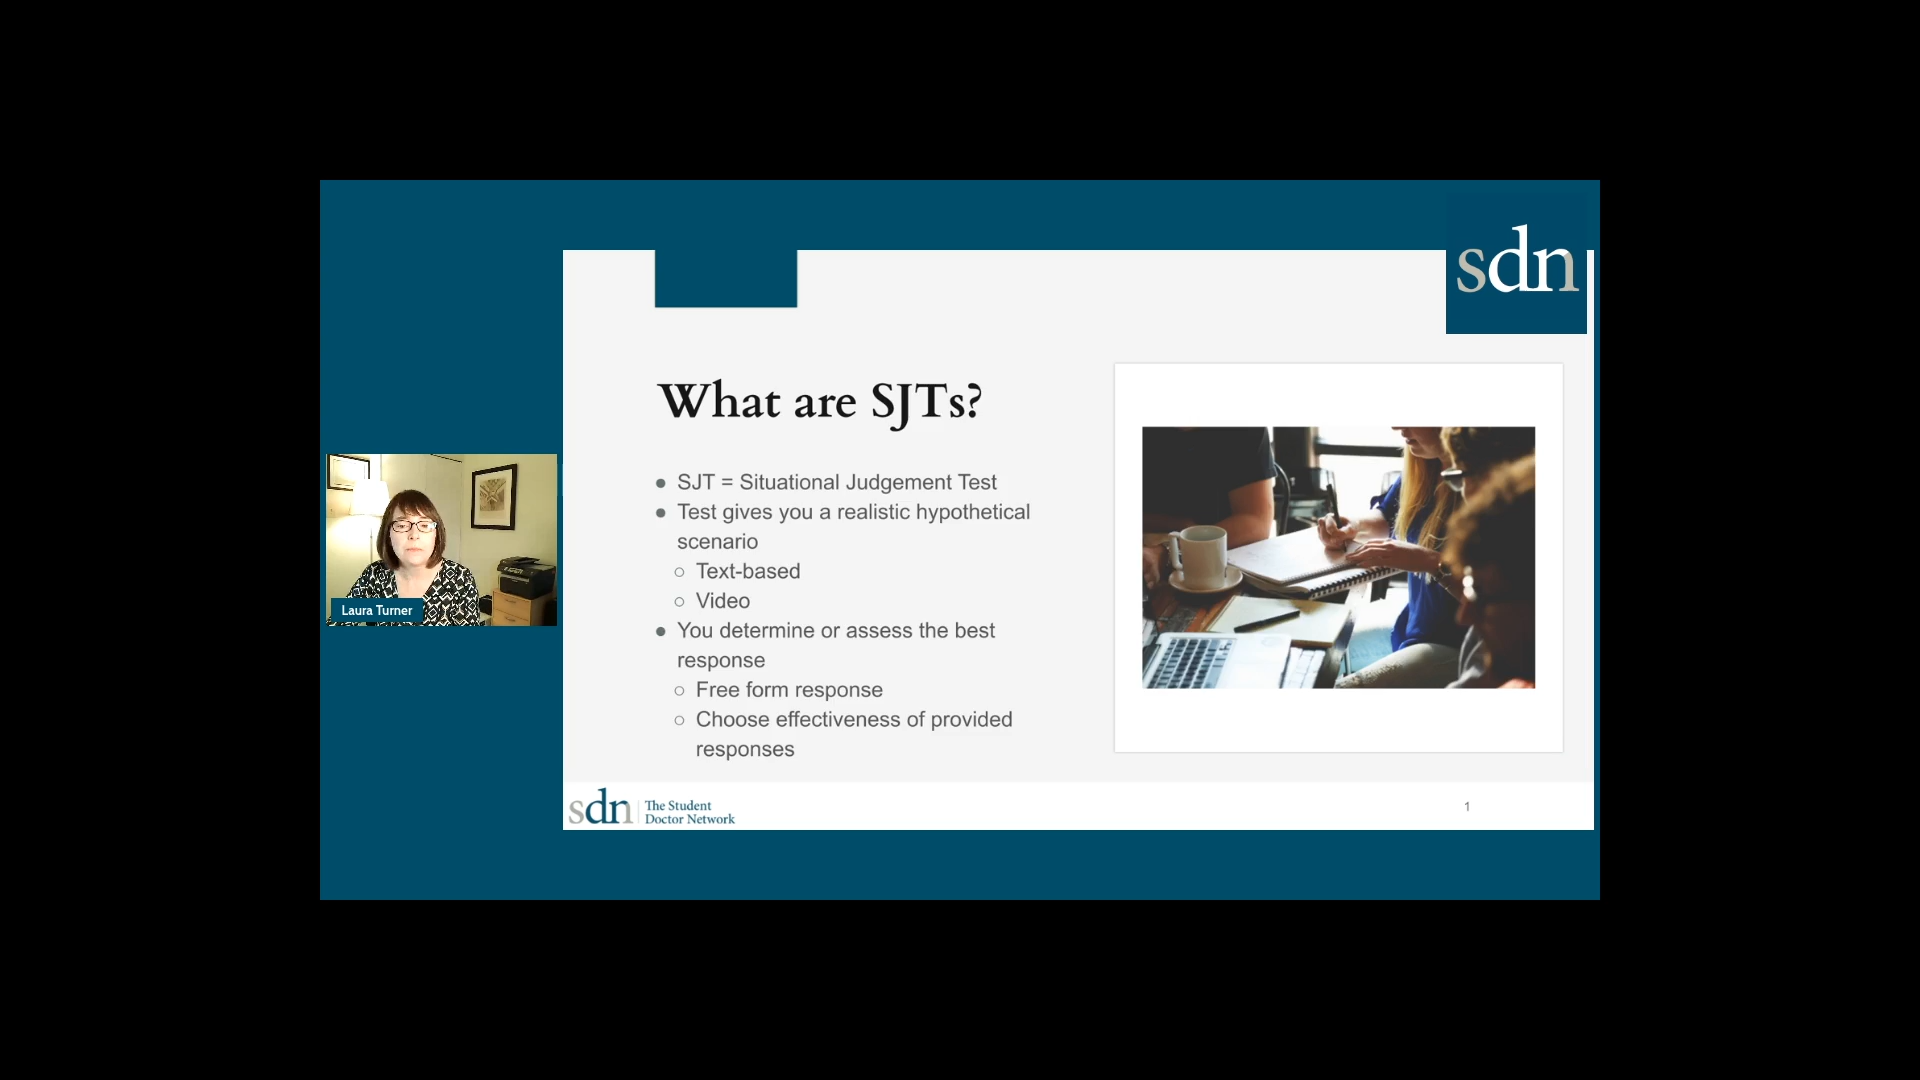 sdn
What are SJTs?
● SJT = Situational Judgement Test
● Test gives you a realistic hypothetical
scenario
○ Text-based
○ Video
● You determine or assess the best
response
○ Free form response
○ Choose effectiveness of provided
responses
Laura Turner
sdn The Student
Doctor Network
1